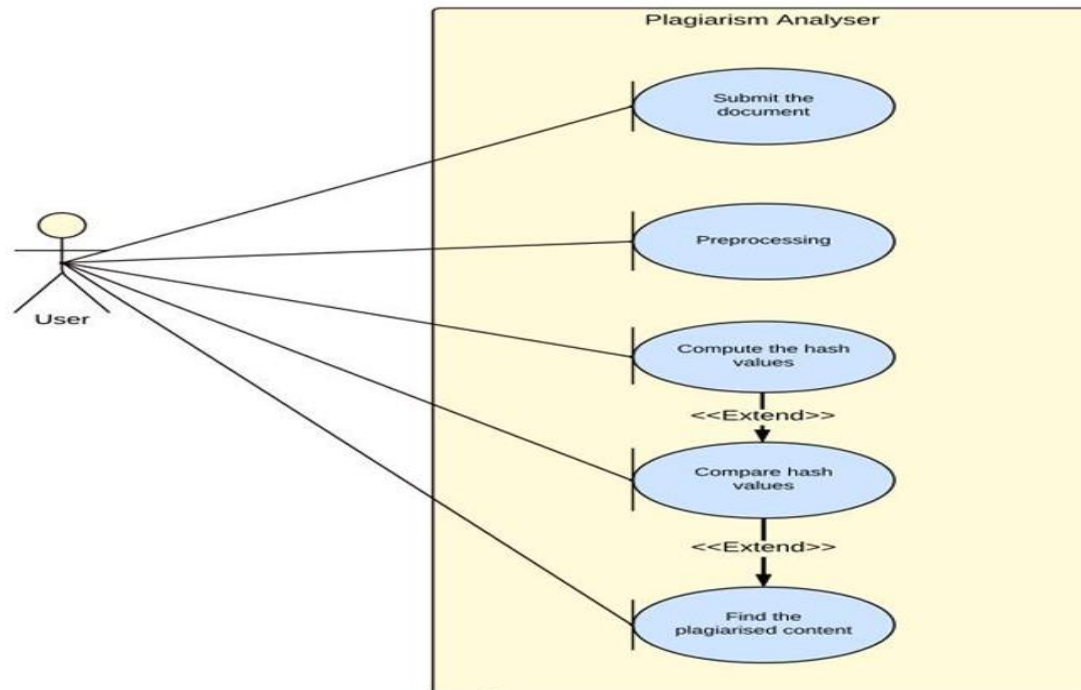 Plagiarism Analyser
Submit the
document
Preprocessing
User
Compute the hash
values
<<Extend>>
Compare hash
values
<<Extend>>
Find the
plagiarised content